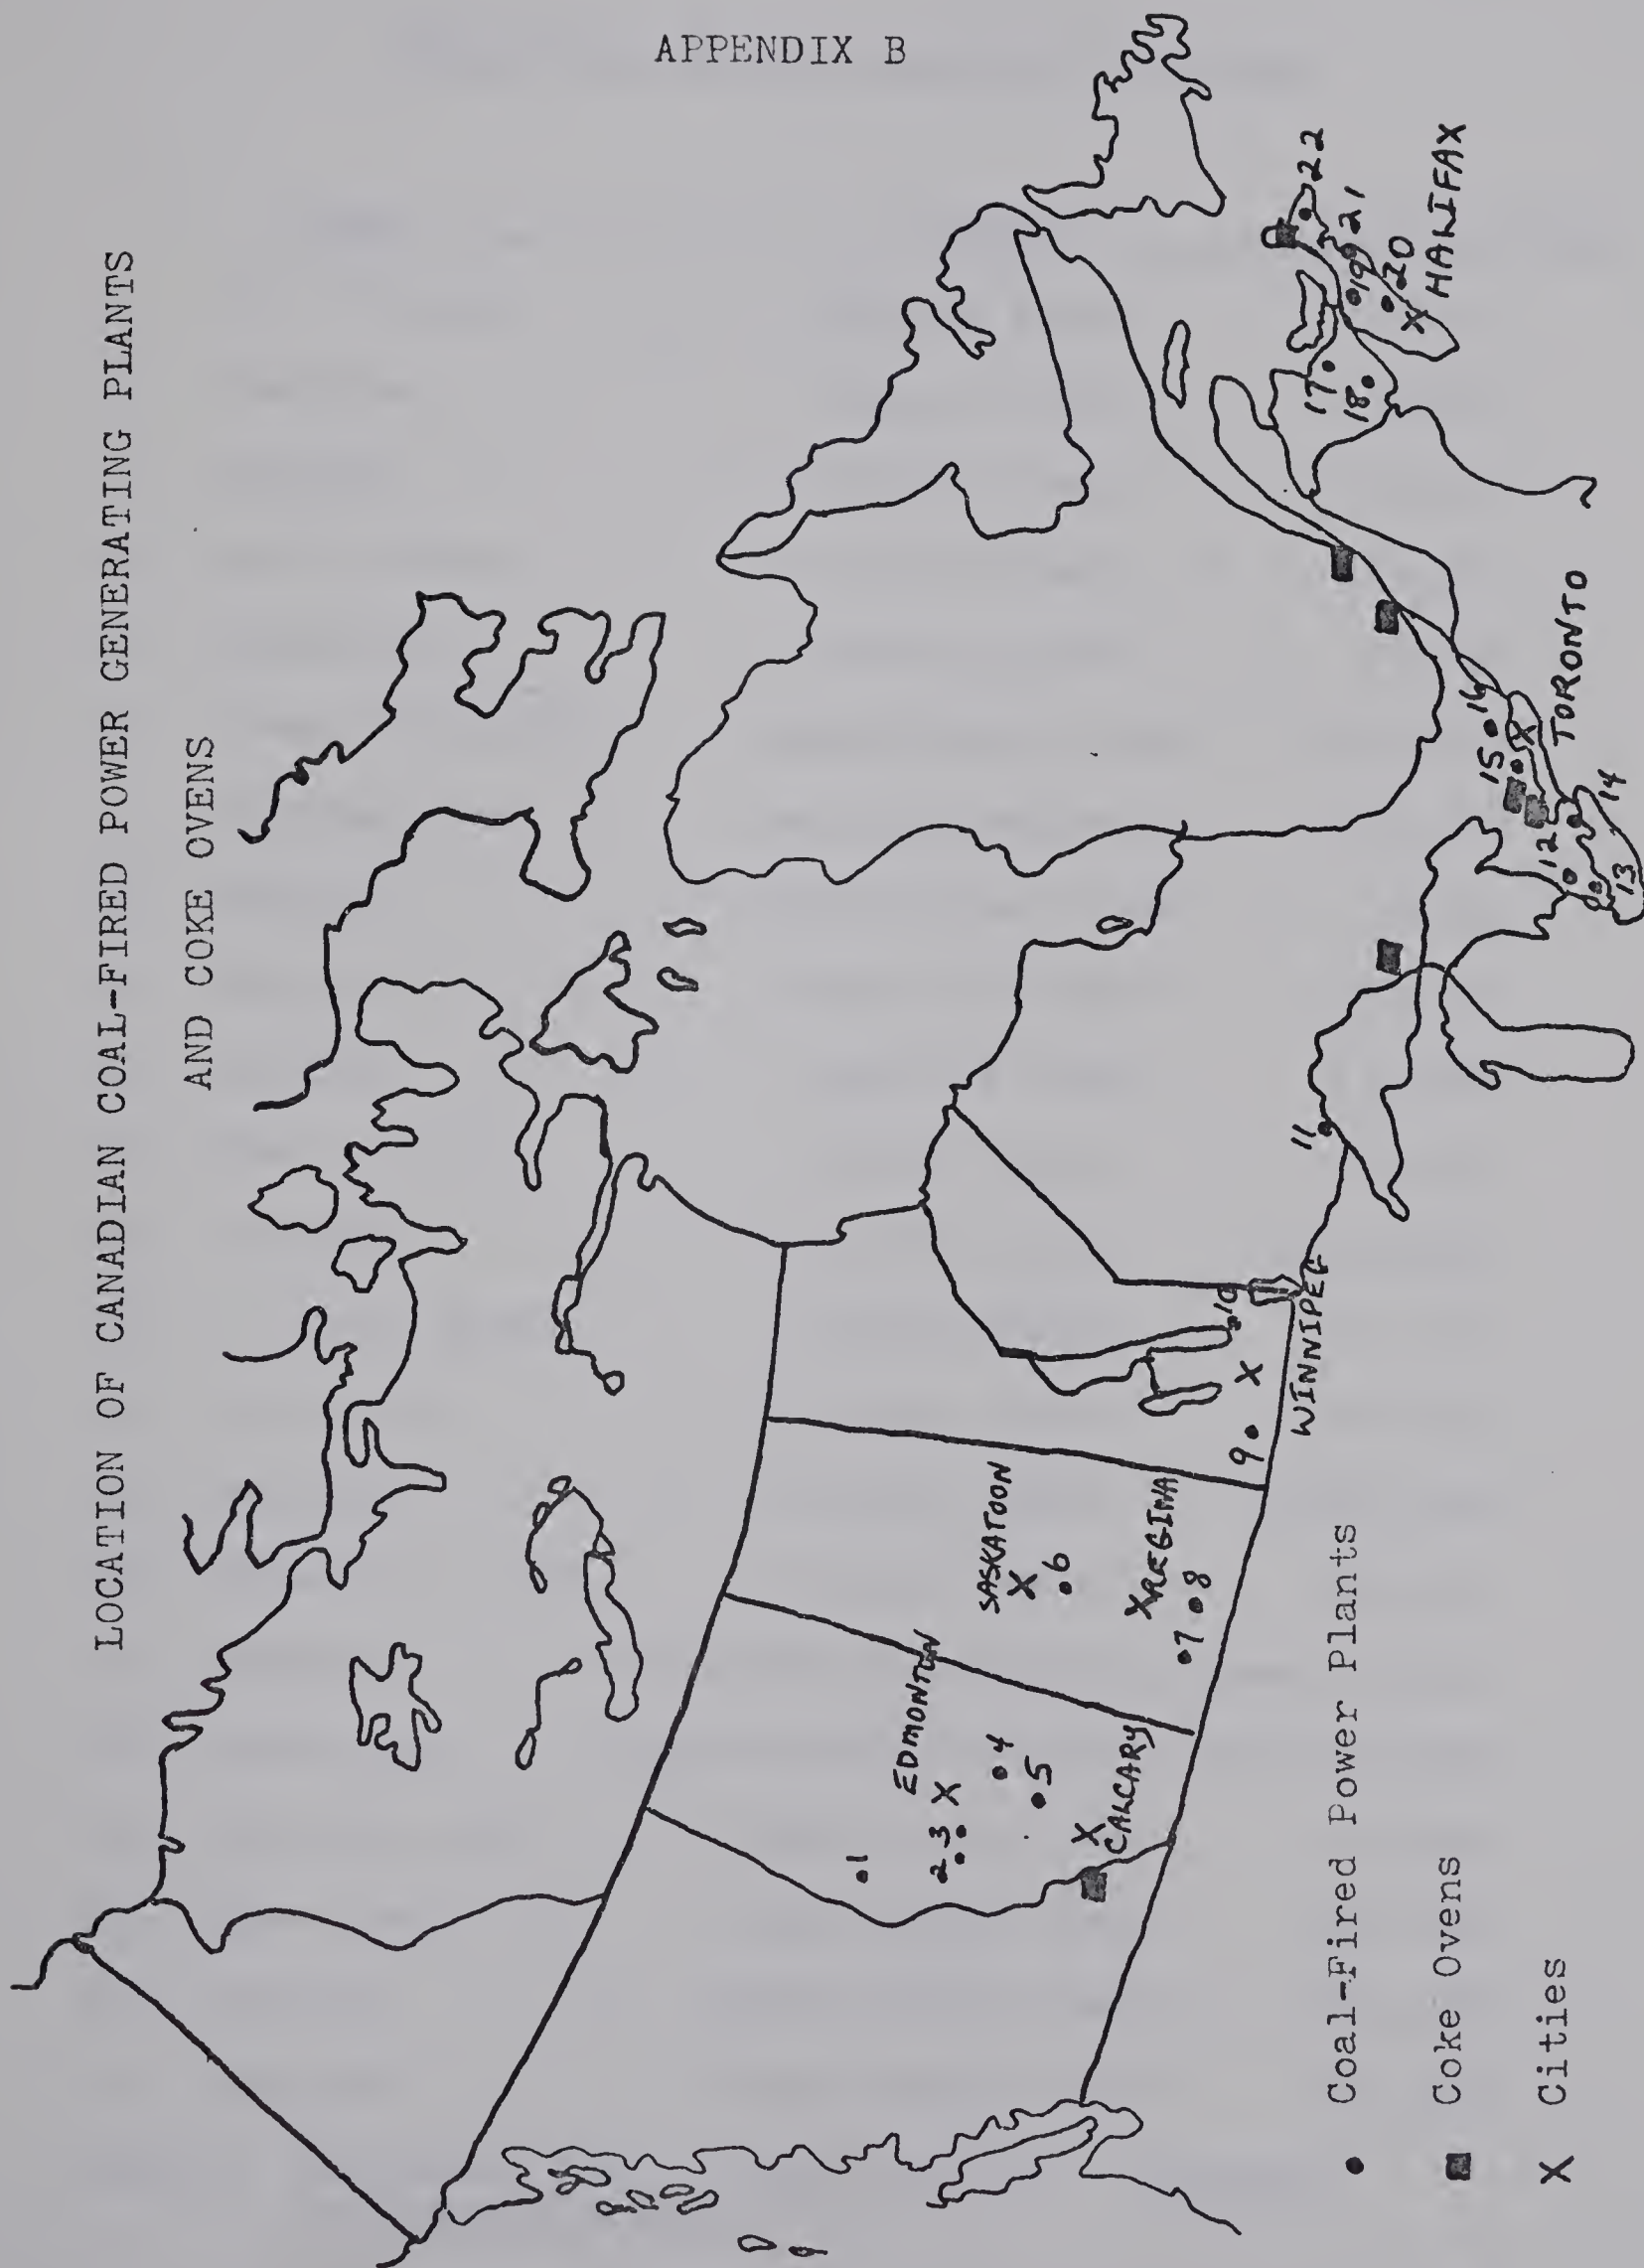 APPENDIX B
LOCATION OF CANADIAN COAL-FIRED POWER GENERATING PLANTS
AND COKE OVENS
1
2 3
EDMONTON
4
5
CALGARY
SASKATOON
6
REGINA
7 8
9
10
WINNIPEG
11
12
13
14
15
16
TORONTO
17
18
19
20
21
22
HALIFAX
• Coal-Fired Power Plants
■ Coke Ovens
X Cities